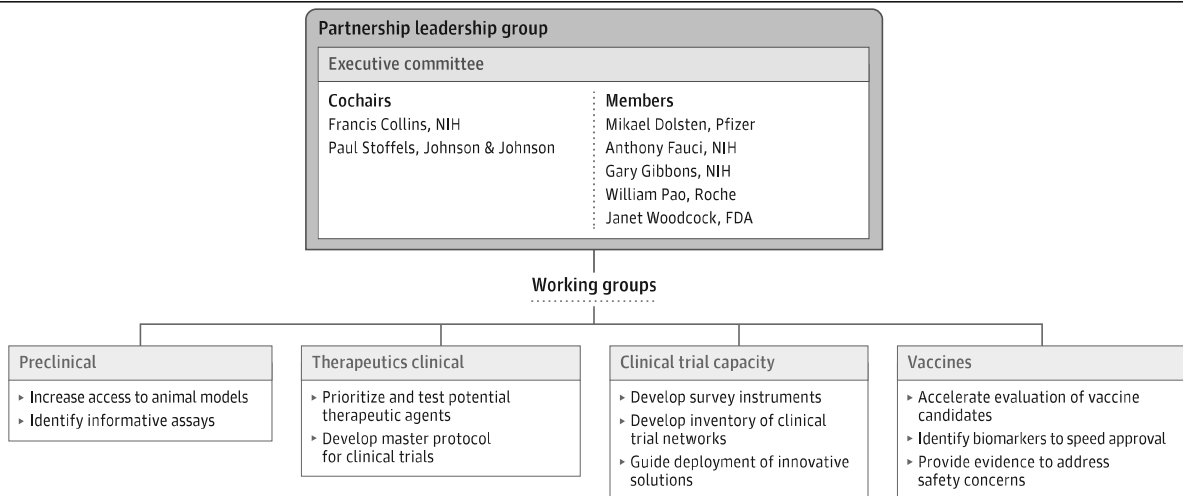 Partnership leadership group
Executive committee
Cochairs
Francis Collins, NIH
Paul Stoffels, Johnson & Johnson
Members
Mikael Dolsten, Pfizer
Anthony Fauci, NIH
Gary Gibbons, NIH
William Pao, Roche
Janet Woodcock, FDA
Working groups
Preclinical
▸ Increase access to animal models
▸ Identify informative assays
Therapeutics clinical
▸ Prioritize and test potential
therapeutic agents
▸ Develop master protocol
for clinical trials
Clinical trial capacity
▸ Develop survey instruments
▸ Develop inventory of clinical
trial networks
▸ Guide deployment of innovative
solutions
Vaccines
▸ Accelerate evaluation of vaccine
candidates
▸ Identify biomarkers to speed approval
▸ Provide evidence to address
safety concerns